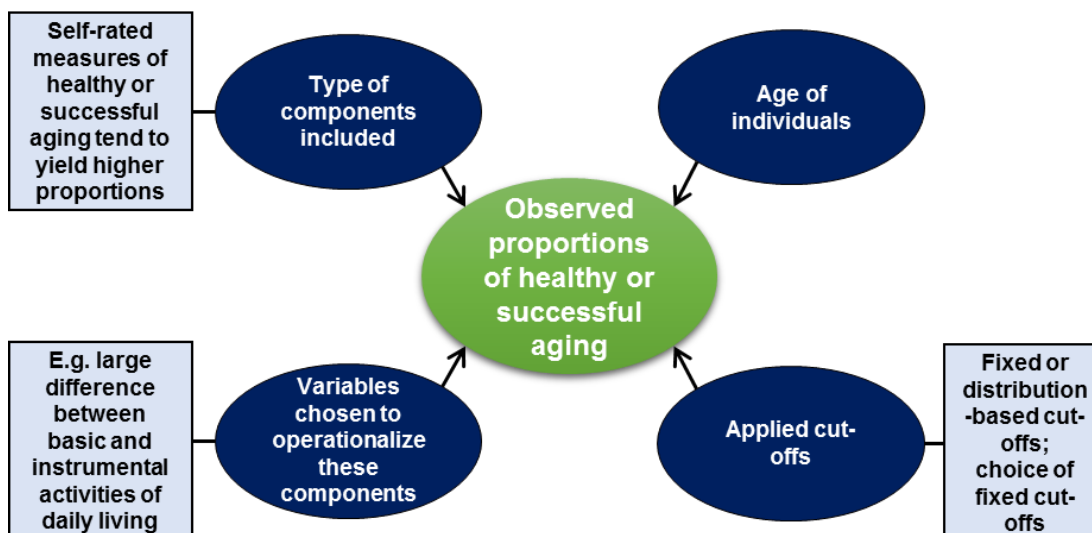 Self-rated
measures of
healthy or
successful
aging tend to
yield higher
proportions
Type of
components
included
Age of
individuals
Observed
proportions
of healthy or
successful
aging
E.g. large
difference
between
basic and
instrumental
activities of
daily living
Variables
chosen to
operationalize
these
components
Applied cut-
offs
Fixed or
distribution
-based cut-
offs;
choice of
fixed cut-
offs